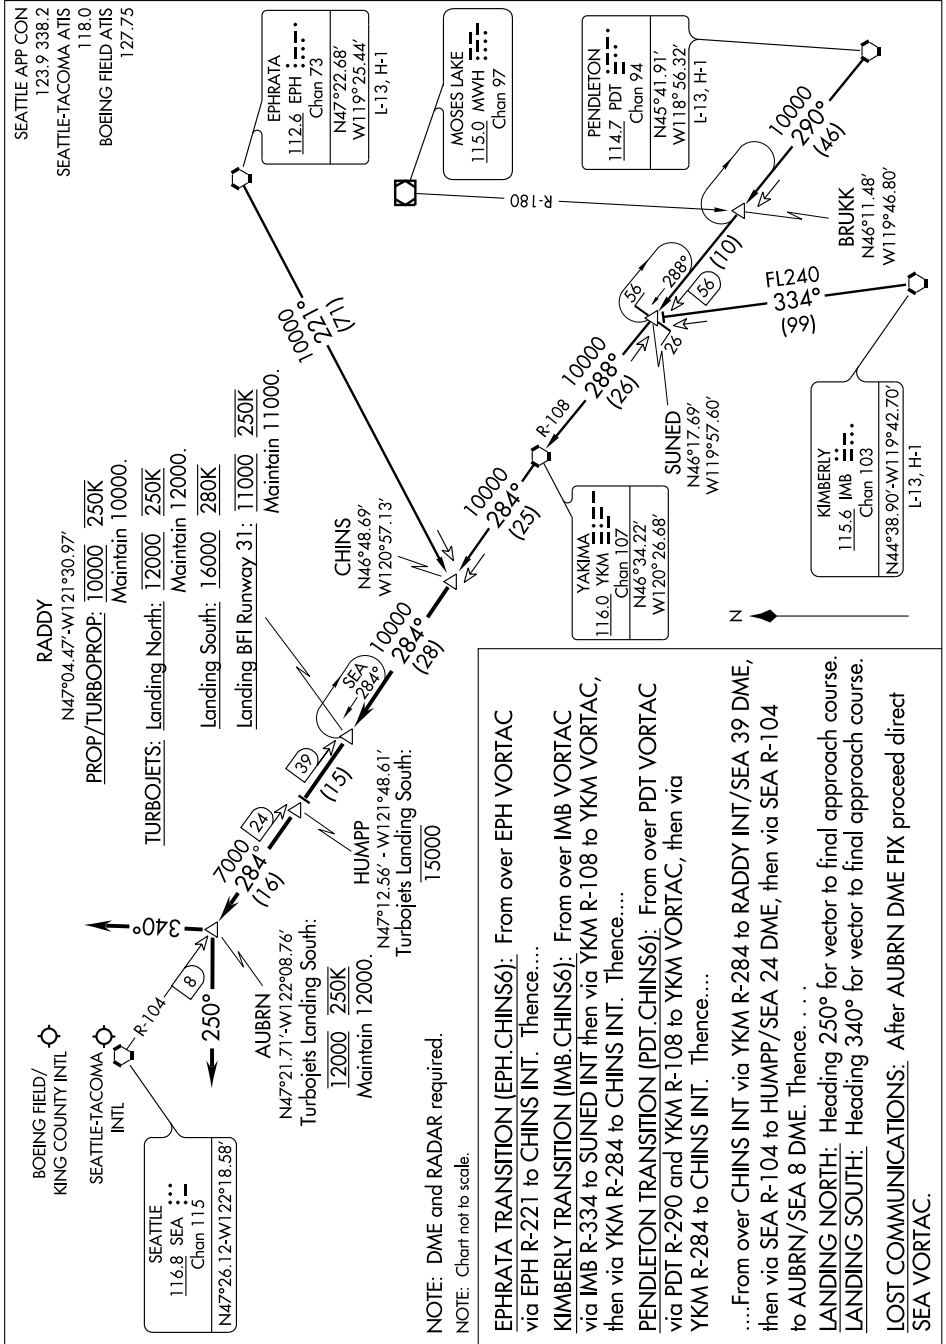 SEATTLE APP CON
123.9 338.2
SEATTLE-TACOMA ATIS
118.0
BOEING FIELD ATIS
127.75
BOEING FIELD/
KING COUNTY INTL
SEATTLE-TACOMA
INTL
SEATTLE
116.8 SEA
Chan 115
N47°26.12-W122°18.58'
R-104
8
340°
250°
AUBRN
N47°21.71'-W122°08.76'
Turbojets Landing South:
12000 250K
Maintain 12000.
7000
284°
(16)
24
HUMPP
N47°12.56' - W121°48.61'
Turbojets Landing South:
15000
39
(15)
RADDY
N47°04.47'-W121°30.97'
PROP/TURBOPROP: 10000 250K
Maintain 10000.
TURBOJETS: Landing North: 12000 250K
Maintain 12000.
Landing South: 16000 280K
Landing BFI Runway 31: 11000 250K
Maintain 11000.
SEA
284°
10000
284°
(28)
CHINS
N46°48.69'
W120°57.13'
10000
221°
(71)
EPHRATA
112.6 EPH
Chan 73
N47°22.68'
W119°25.44'
L-13, H-1
MOSES LAKE
115.0 MWH
Chan 97
R-180
10000
284°
(25)
YAKIMA
116.0 YKM
Chan 107
N46°34.22'
W120°26.68'
R-108
10000
288°
(26)
SUNED
N46°17.69'
W119°57.60'
56
288°
56
26
(10)
BRUKK
N46°11.48'
W119°46.80'
10000
290°
(46)
PENDLETON
114.7 PDT
Chan 94
N45°41.91'
W118°56.32'
L-13, H-1
FL240
334°
(99)
KIMBERLY
115.6 IMB
Chan 103
N44°38.90'-W119°42.70'
L-13, H-1
N
NOTE: DME and RADAR required.
NOTE: Chart not to scale.
EPHRATA TRANSITION (EPH.CHINS6): From over EPH VORTAC
via EPH R-221 to CHINS INT. Thence....
KIMBERLY TRANSITION (IMB.CHINS6): From over IMB VORTAC
via IMB R-334 to SUNED INT then via YKM R-108 to YKM VORTAC,
then via YKM R-284 to CHINS INT. Thence....
PENDLETON TRANSITION (PDT.CHINS6): From over PDT VORTAC
via PDT R-290 and YKM R-108 to YKM VORTAC, then via
YKM R-284 to CHINS INT. Thence....
....From over CHINS INT via YKM R-284 to RADDY INT/SEA 39 DME,
then via SEA R-104 to HUMPP/SEA 24 DME, then via SEA R-104
to AUBRN/SEA 8 DME. Thence. . . .
LANDING NORTH: Heading 250° for vector to final approach course.
LANDING SOUTH: Heading 340° for vector to final approach course.
LOST COMMUNICATIONS: After AUBRN DME FIX proceed direct
SEA VORTAC.